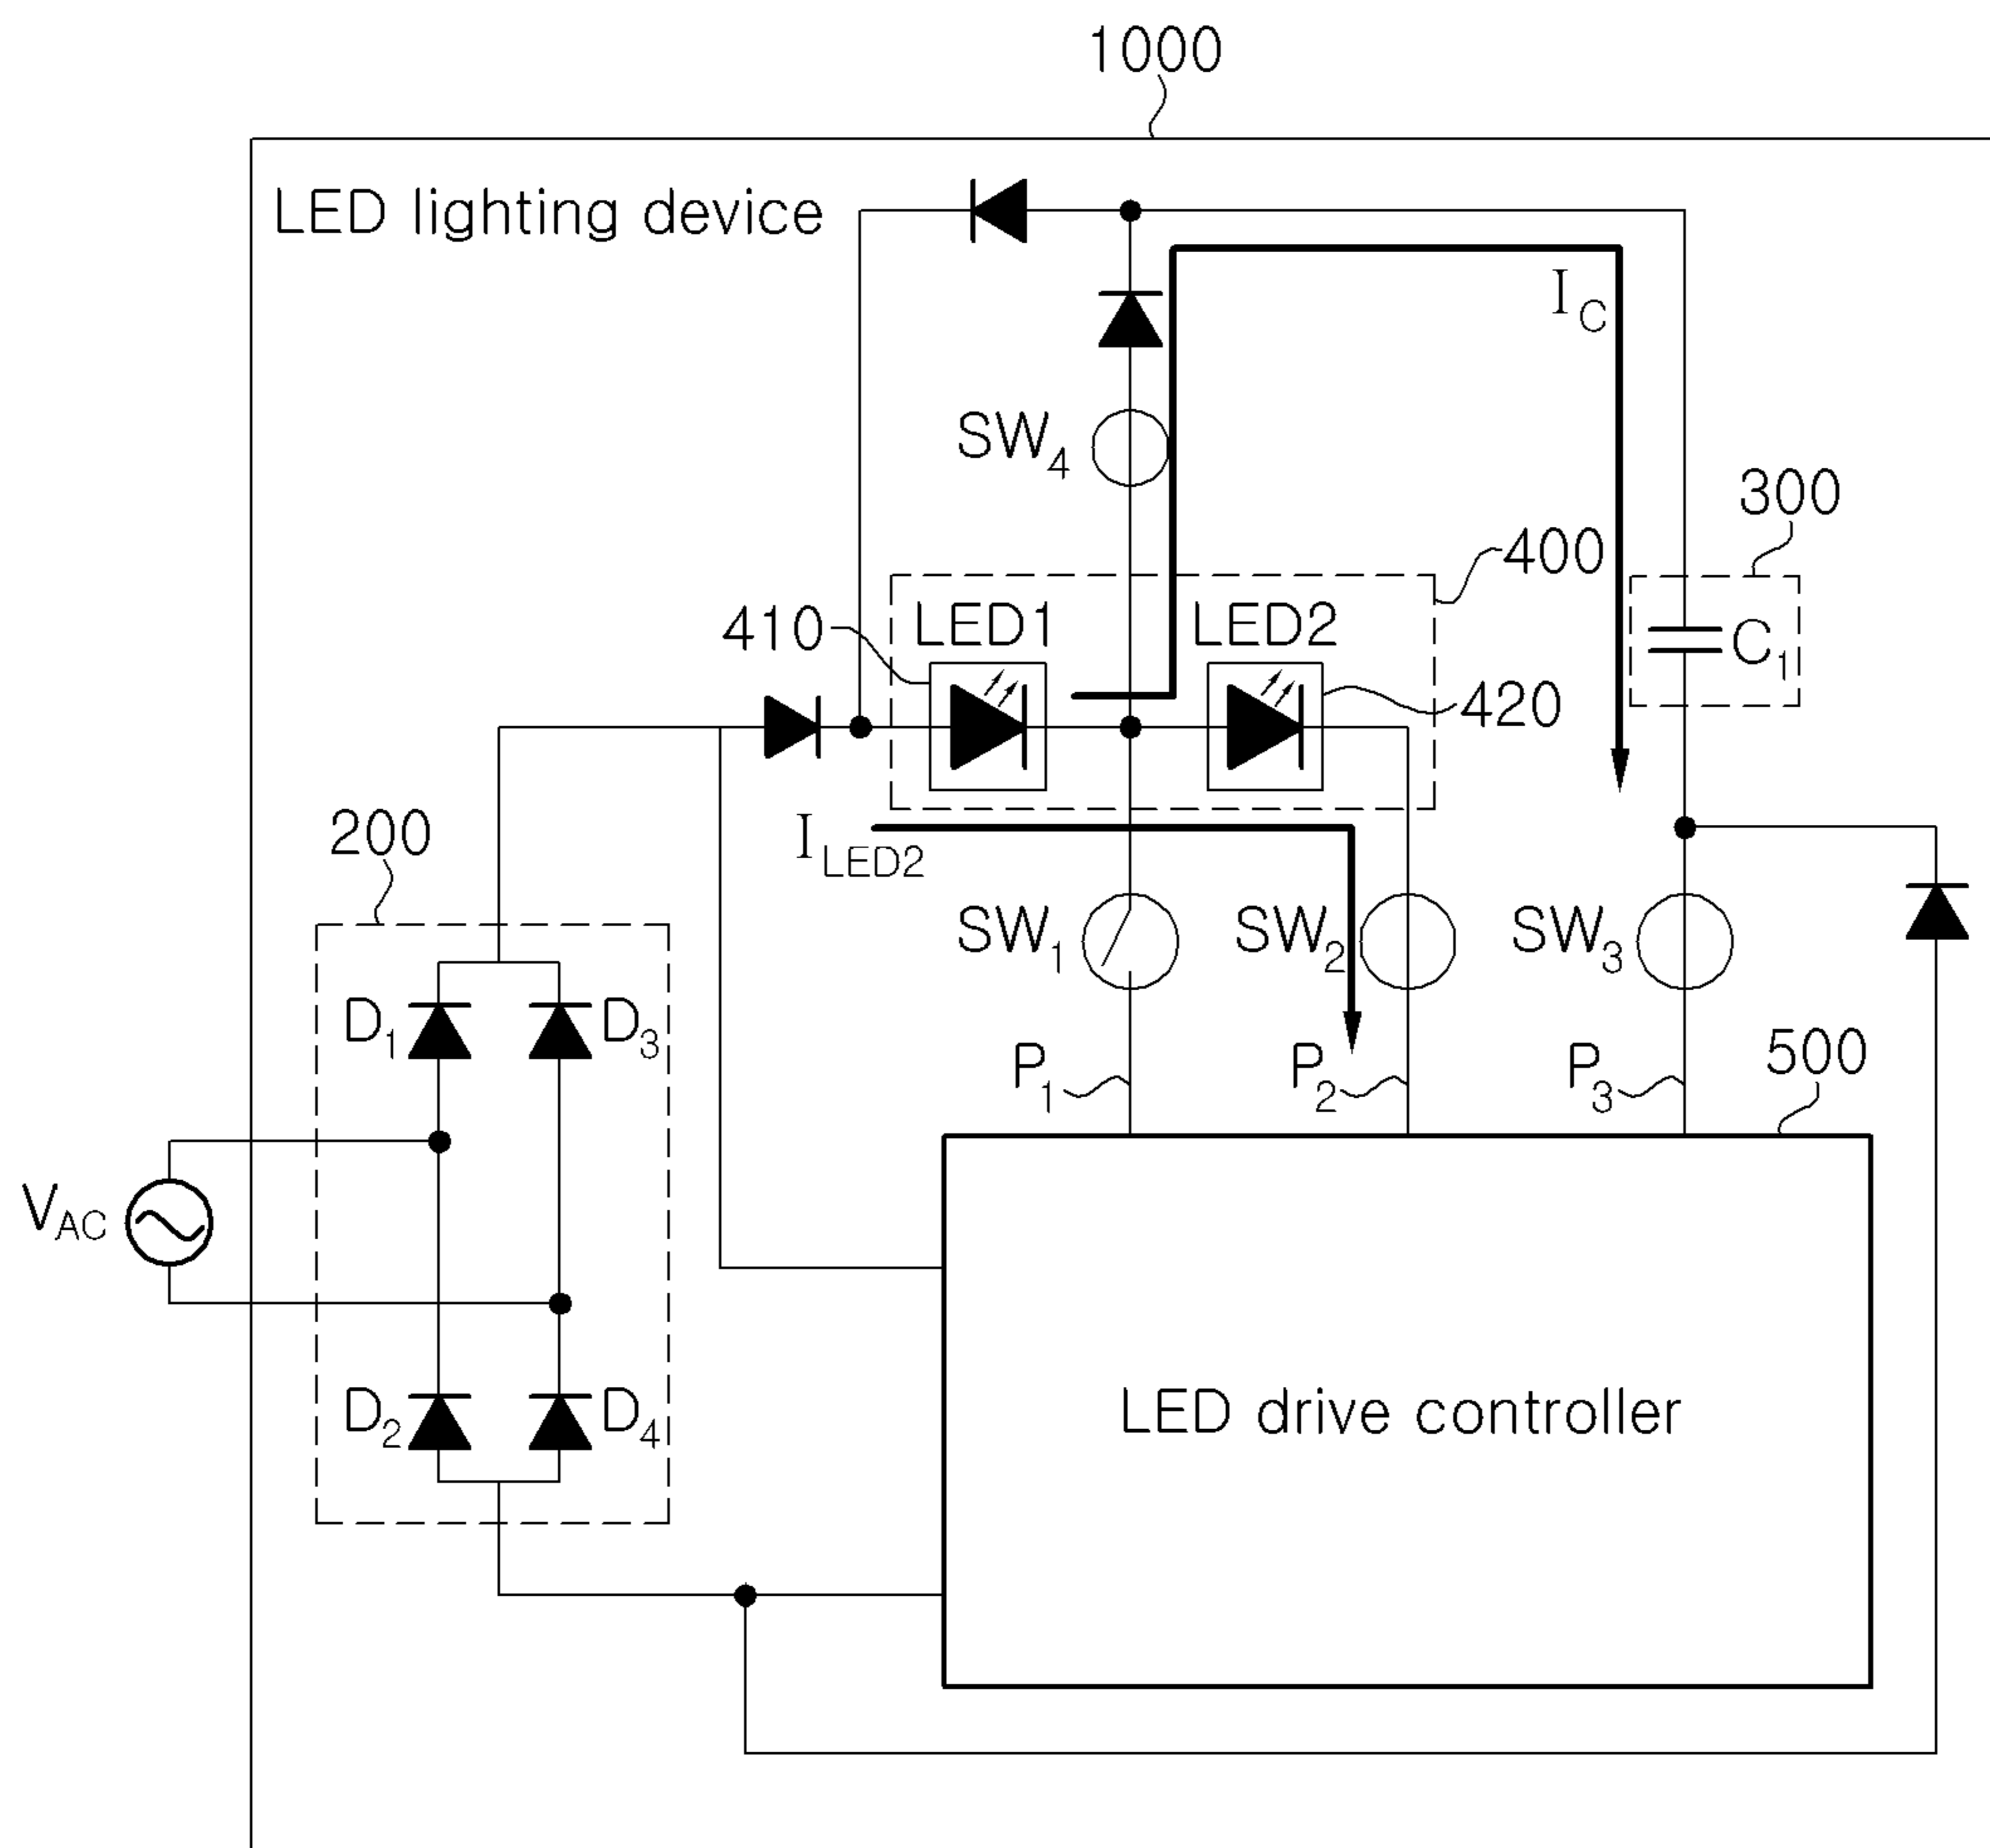 1000
LED lighting device
I_C
SW_4
300
400
410
LED1
LED2
C_1
420
200
I_LED2
SW_1
SW_2
SW_3
D_1
D_3
P_1
P_2
P_3
500
V_AC
D_2
D_4
LED drive controller